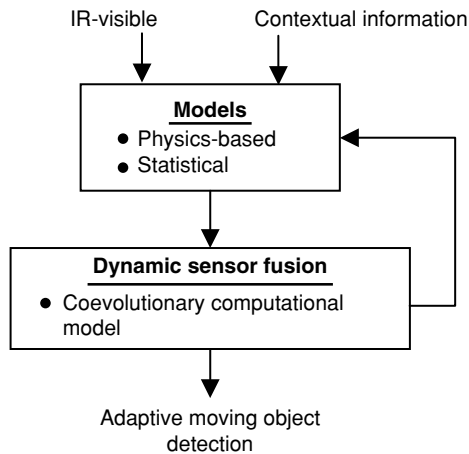 IR-visible
Contextual information
Models
● Physics-based
● Statistical
Dynamic sensor fusion
● Coevolutionary computational
model
Adaptive moving object
detection